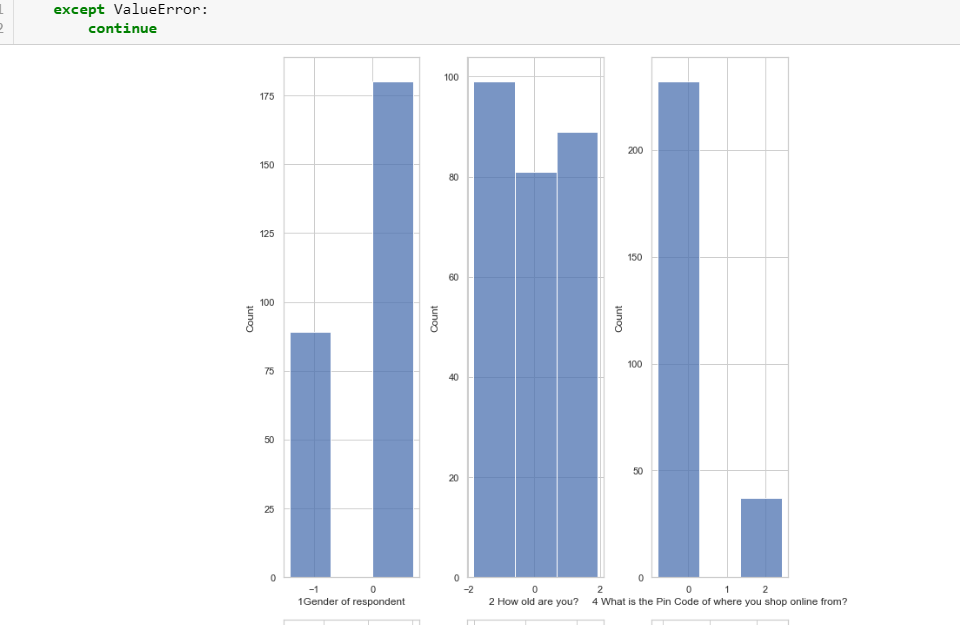 1 except ValueError:
2 continue
175
150
125
100
75
50
25
0
Count
−1 0
1Gender of respondent
100
80
60
40
20
0
Count
−2 0 2
2 How old are you?
200
150
100
50
0
Count
0 1 2
4 What is the Pin Code of where you shop online from?